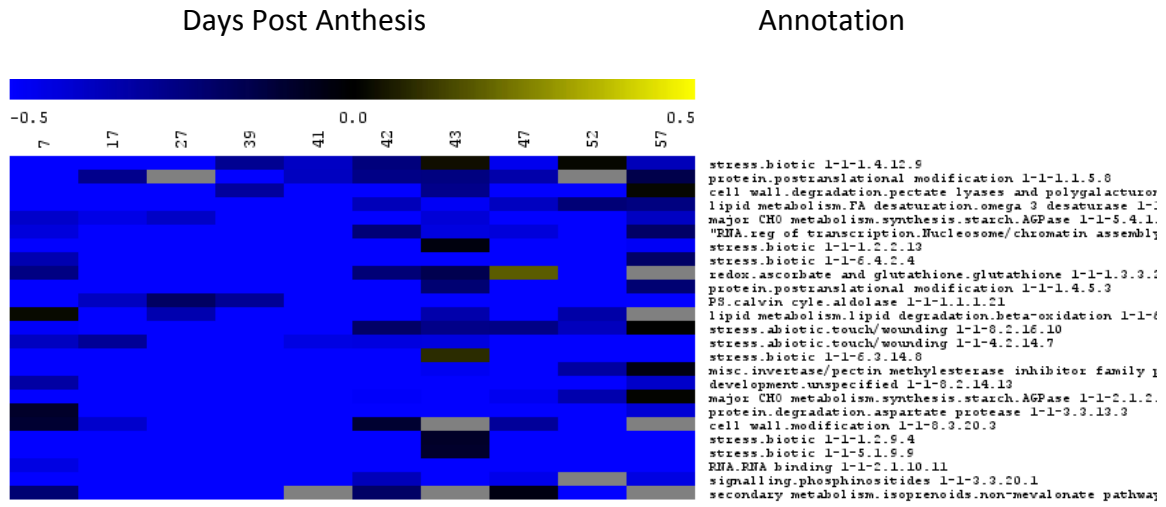 Days Post Anthesis
Annotation
-0.5 0.0 0.5
7 17 27 39 41 42 43 47 52 57
stress.biotic 1-1-1.4.12.9
protein.postranslational modification 1-1-1.1.5.8
cell wall.degradation.pectate lyases and polygalacturon
lipid metabolism.FA desaturation.omega 3 desaturase 1-1
major CHO metabolism.synthesis.starch.AGPase 1-1-5.4.1.
"RNA.reg of transcription.Nucleosome/chromatin assembly
stress.biotic 1-1-1.2.2.13
stress.biotic 1-1-6.4.2.4
redox.ascorbate and glutathione.glutathione 1-1-1.3.3.2
protein.postranslational modification 1-1-1.4.5.3
PS.calvin cyle.aldolase 1-1-1.1.1.21
lipid metabolism.lipid degradation.beta-oxidation 1-1-6
stress.abiotic.touch/wounding 1-1-8.2.16.10
stress.abiotic.touch/wounding 1-1-4.2.14.7
stress.biotic 1-1-6.3.14.8
misc.invertase/pectin methylesterase inhibitor family p
development.unspecified 1-1-8.2.14.13
major CHO metabolism.synthesis.starch.AGPase 1-1-2.1.2.
protein.degradation.aspartate protease 1-1-3.3.13.3
cell wall.modification 1-1-8.3.20.3
stress.biotic 1-1-1.2.9.4
stress.biotic 1-1-5.1.9.9
RNA.RNA binding 1-1-2.1.10.11
signalling.phosphinositides 1-1-3.3.20.1
secondary metabolism.isoprenoids.non-mevalonate pathway